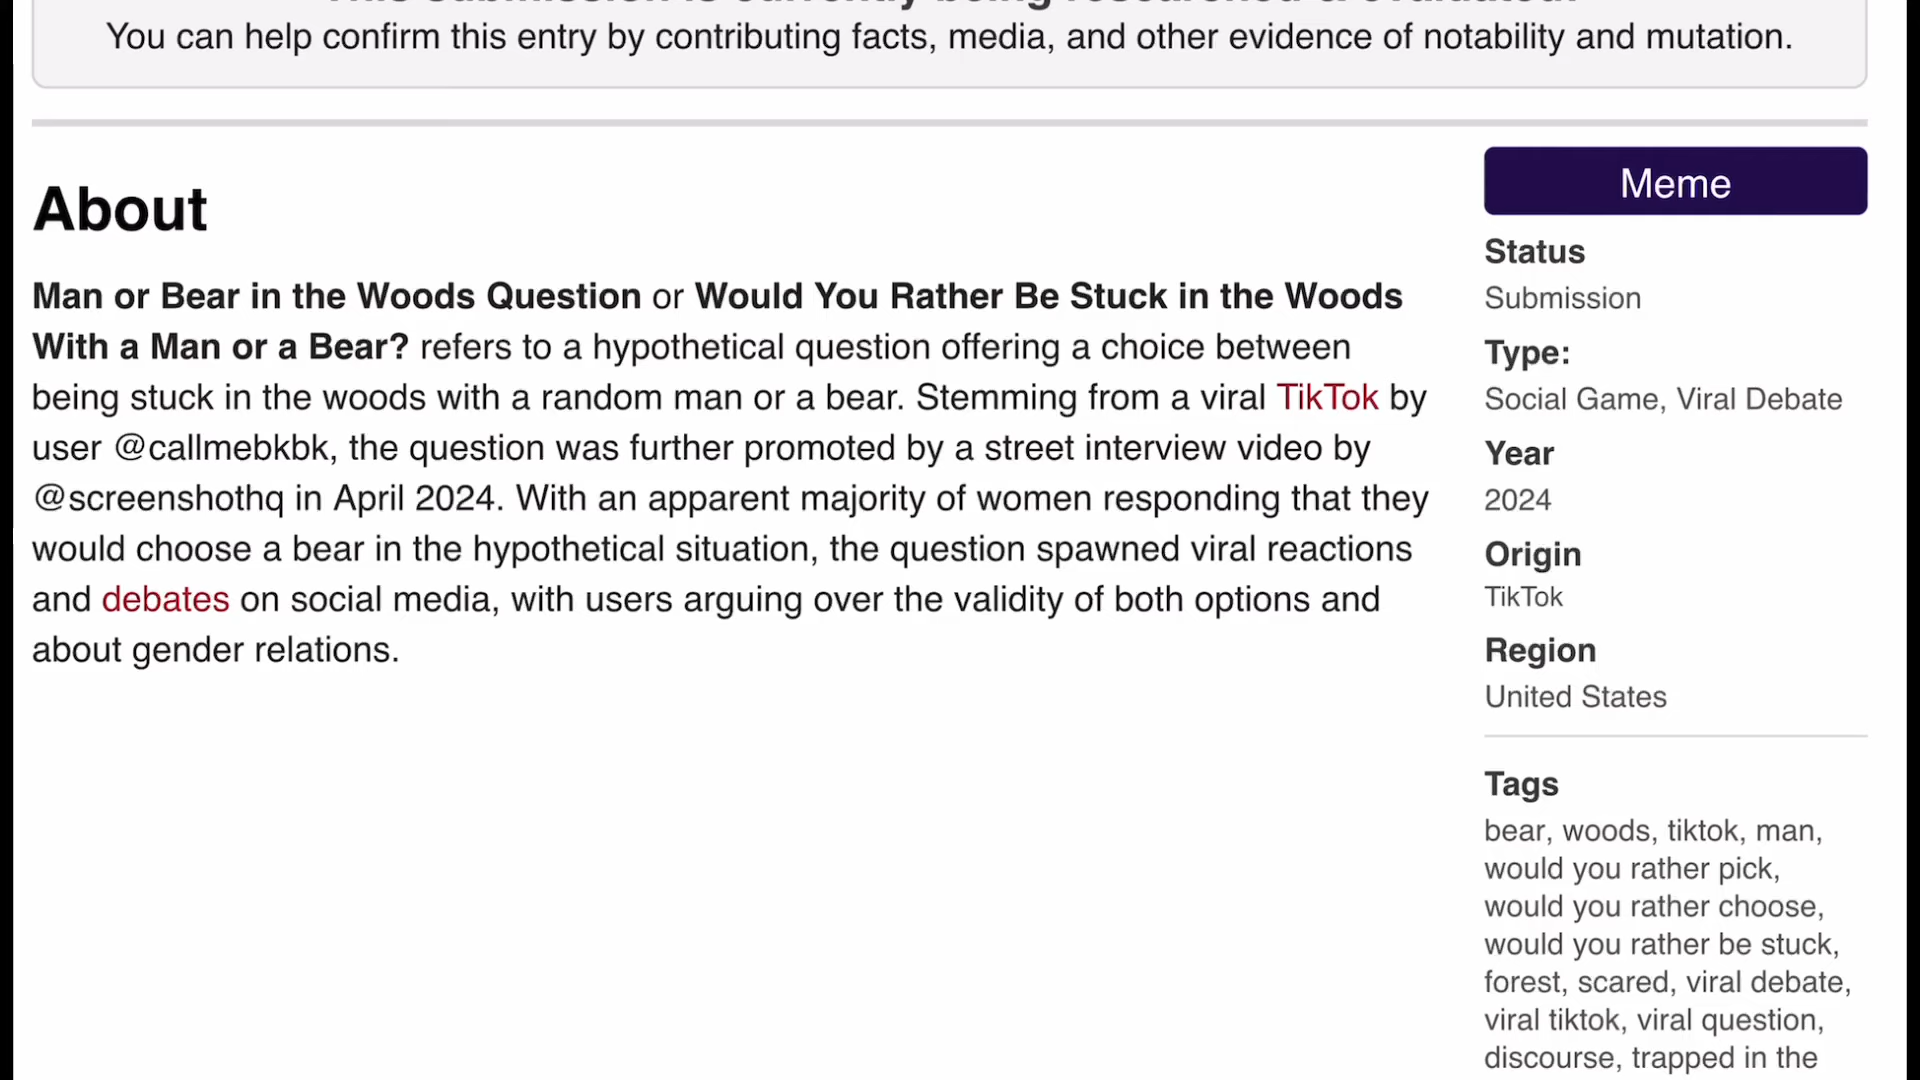 This submission is currently being researched & evaluated!
You can help confirm this entry by contributing facts, media, and other evidence of notability and mutation.
About
Man or Bear in the Woods Question or Would You Rather Be Stuck in the Woods
With a Man or a Bear? refers to a hypothetical question offering a choice between
being stuck in the woods with a random man or a bear. Stemming from a viral TikTok by
user @callmebkbk, the question was further promoted by a street interview video by
@screenshothq in April 2024. With an apparent majority of women responding that they
would choose a bear in the hypothetical situation, the question spawned viral reactions
and debates on social media, with users arguing over the validity of both options and
about gender relations.
Meme
Status
Submission
Type:
Social Game, Viral Debate
Year
2024
Origin
TikTok
Region
United States
Tags
bear, woods, tiktok, man,
would you rather pick,
would you rather choose,
would you rather be stuck,
forest, scared, viral debate,
viral tiktok, viral question,
discourse, trapped in the